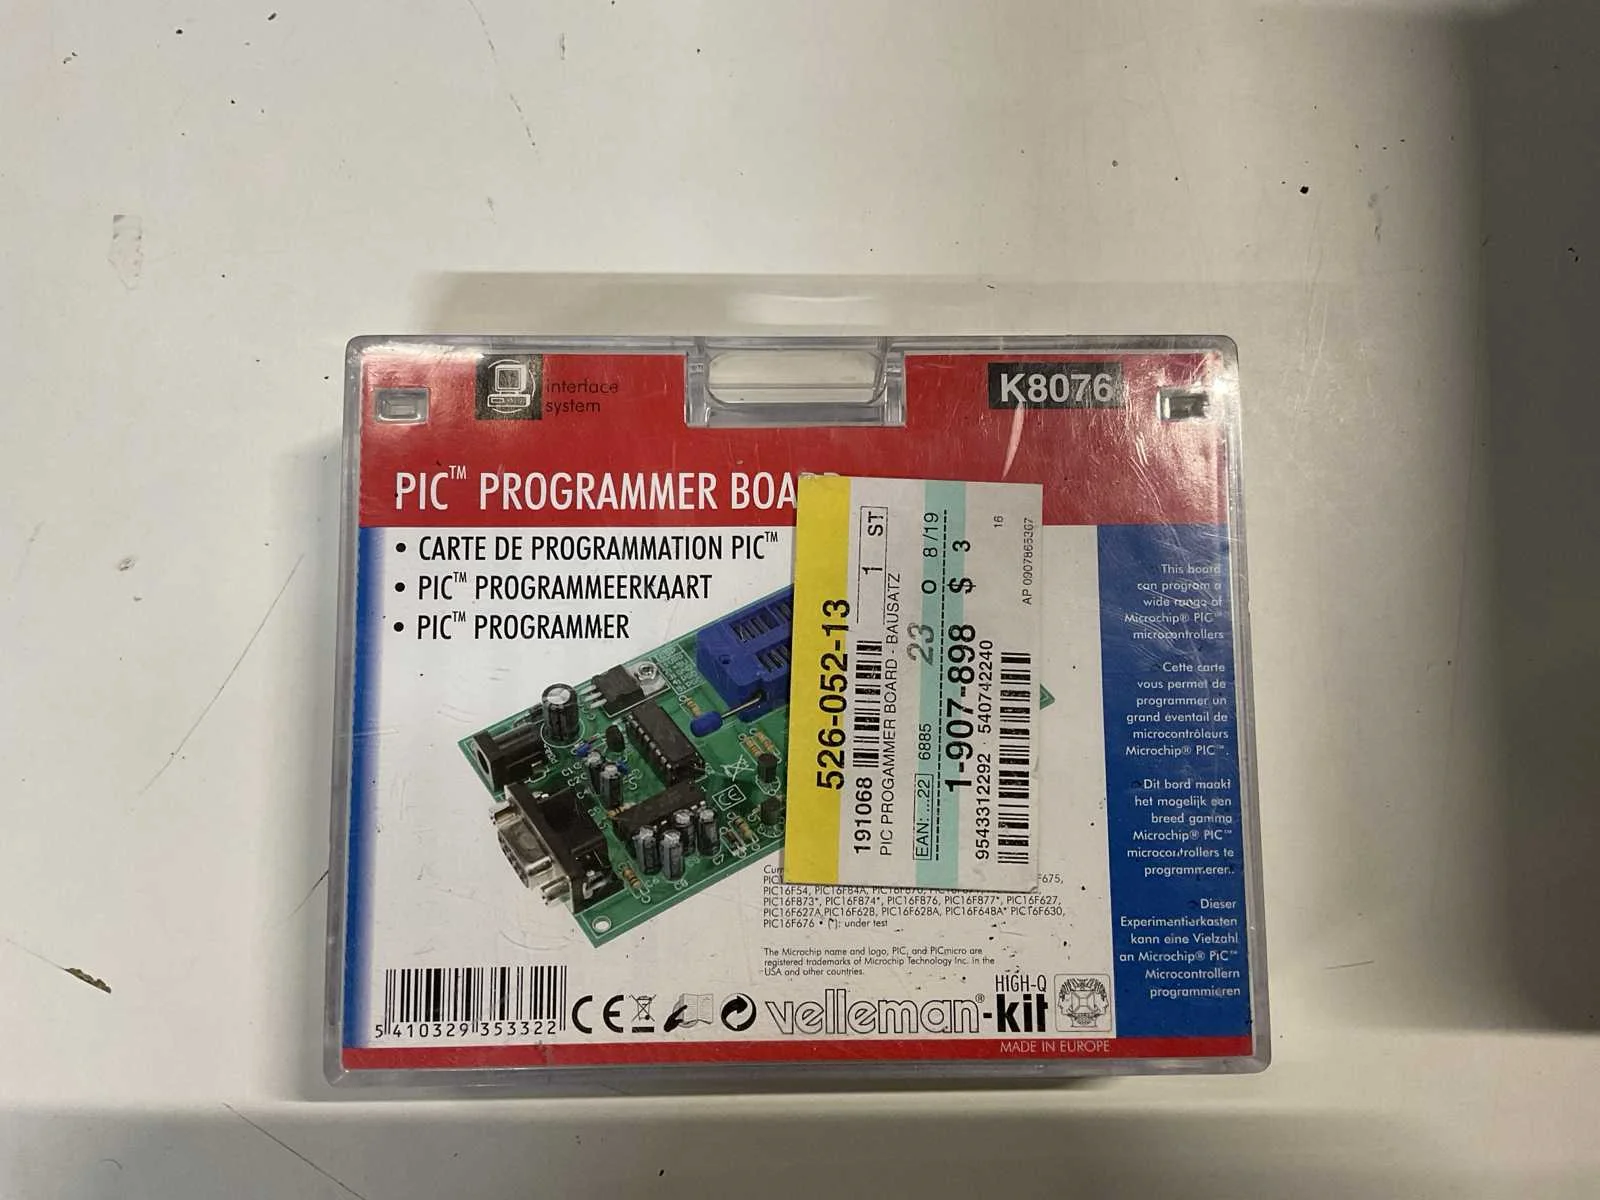 interface
system
K8076
PIC™ PROGRAMMER BOA
• CARTE DE PROGRAMMATION PIC™
• PIC™ PROGRAMMEERKAART
• PIC™ PROGRAMMER
526-052-13
191068 1 ST
PIC PROGAMMER BOARD - BAUSATZ
23 O 8/19
EAN: ...22 6885
1-907-898 $ 3
9543312292 · 540742240
16
AP 0907865367
This board
can program a
wide range of
Microchip® PIC™
microcontrollers
Cette carte
vous permet de
programmer un
grand éventail de
microcontrôleurs
Microchip® PIC™.
Dit bord maakt
het mogelijk een
breed gamma
Microchip® PIC™
microcontrollers te
programmeren.
Dieser
Experimentierkasten
kann eine Vielzahl
an Microchip® PIC™
Microcontrollern
programmieren
F675,
PIC16F54, PIC16F84A,
PIC16F873*, PIC16F874*, PIC16F876, PIC16F877*, PIC16F627,
PIC16F627A, PIC16F628, PIC16F628A, PIC16F648A* PIC16F630,
PIC16F676 • (*): under test
The Microchip name and logo, PIC, and PICmicro are
registered trademarks of Microchip Technology Inc. in the
USA and other countries.
5 410329 353322
CE
velleman®-kit
HIGH-Q
MADE IN EUROPE